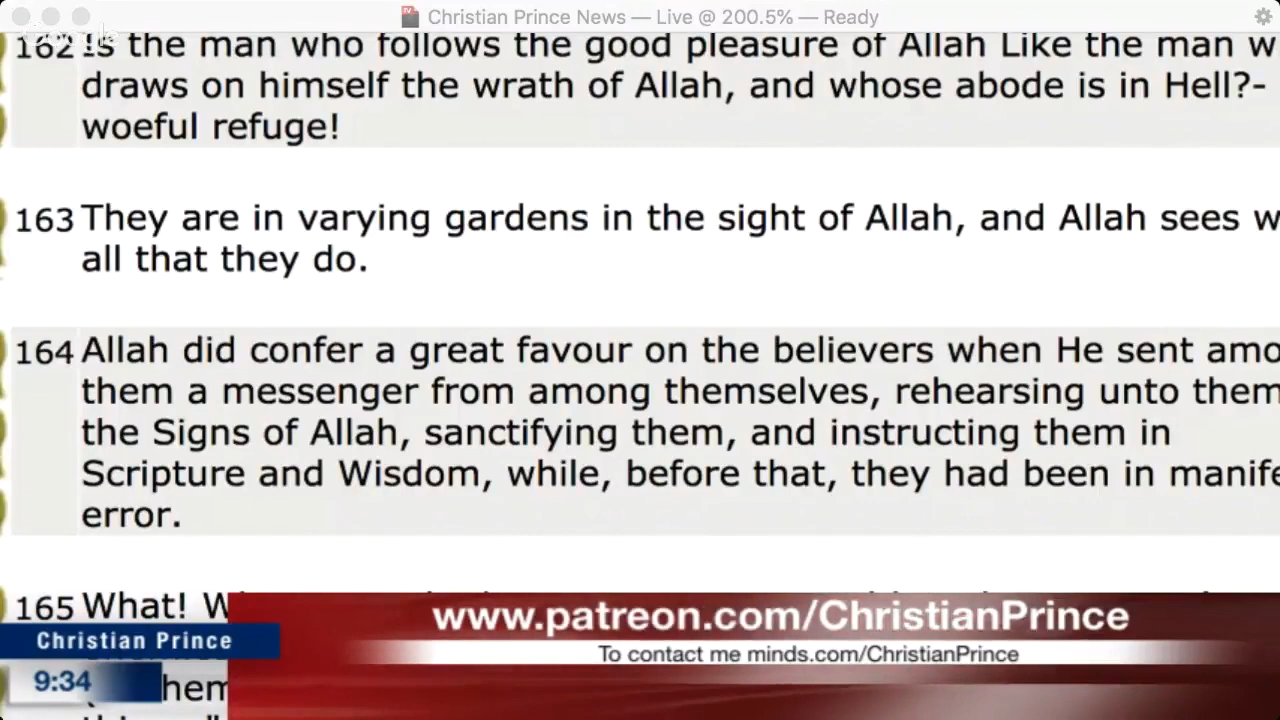 Christian Prince News — Live @ 200.5% — Ready
Google
162 Is the man who follows the good pleasure of Allah Like the man w
draws on himself the wrath of Allah, and whose abode is in Hell?-
woeful refuge!
163 They are in varying gardens in the sight of Allah, and Allah sees w
all that they do.
164 Allah did confer a great favour on the believers when He sent amo
them a messenger from among themselves, rehearsing unto them
the Signs of Allah, sanctifying them, and instructing them in
Scripture and Wisdom, while, before that, they had been in manife
error.
165 What! W
www.patreon.com/ChristianPrince
Christian Prince
To contact me minds.com/ChristianPrince
9:34
hem